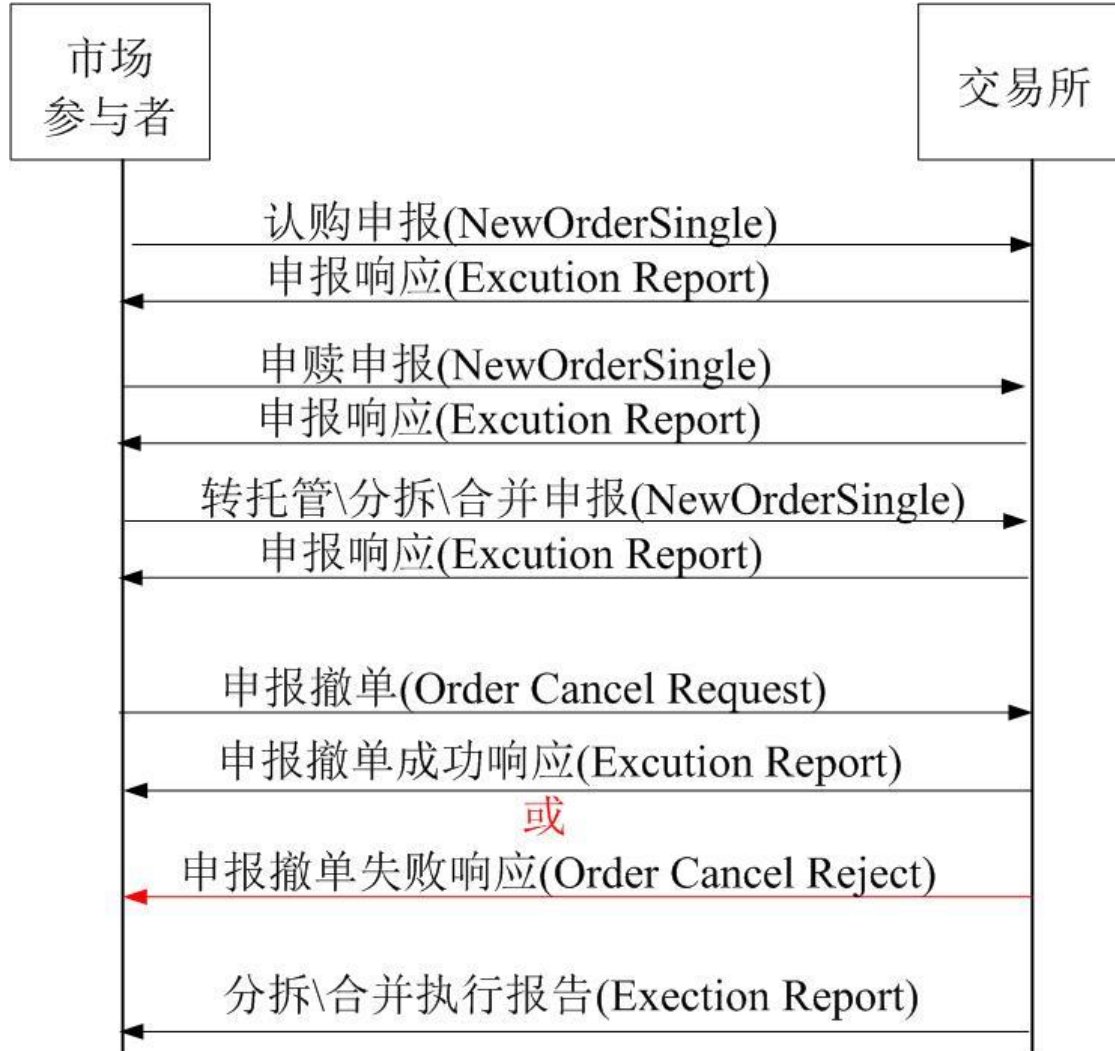 市场
参与者
交易所
认购申报(NewOrderSingle)
申报响应(Excution Report)
申赎申报(NewOrderSingle)
申报响应(Excution Report)
转托管\分拆\合并申报(NewOrderSingle)
申报响应(Excution Report)
申报撤单(Order Cancel Request)
申报撤单成功响应(Excution Report)
或
申报撤单失败响应(Order Cancel Reject)
分拆\合并执行报告(Exection Report)